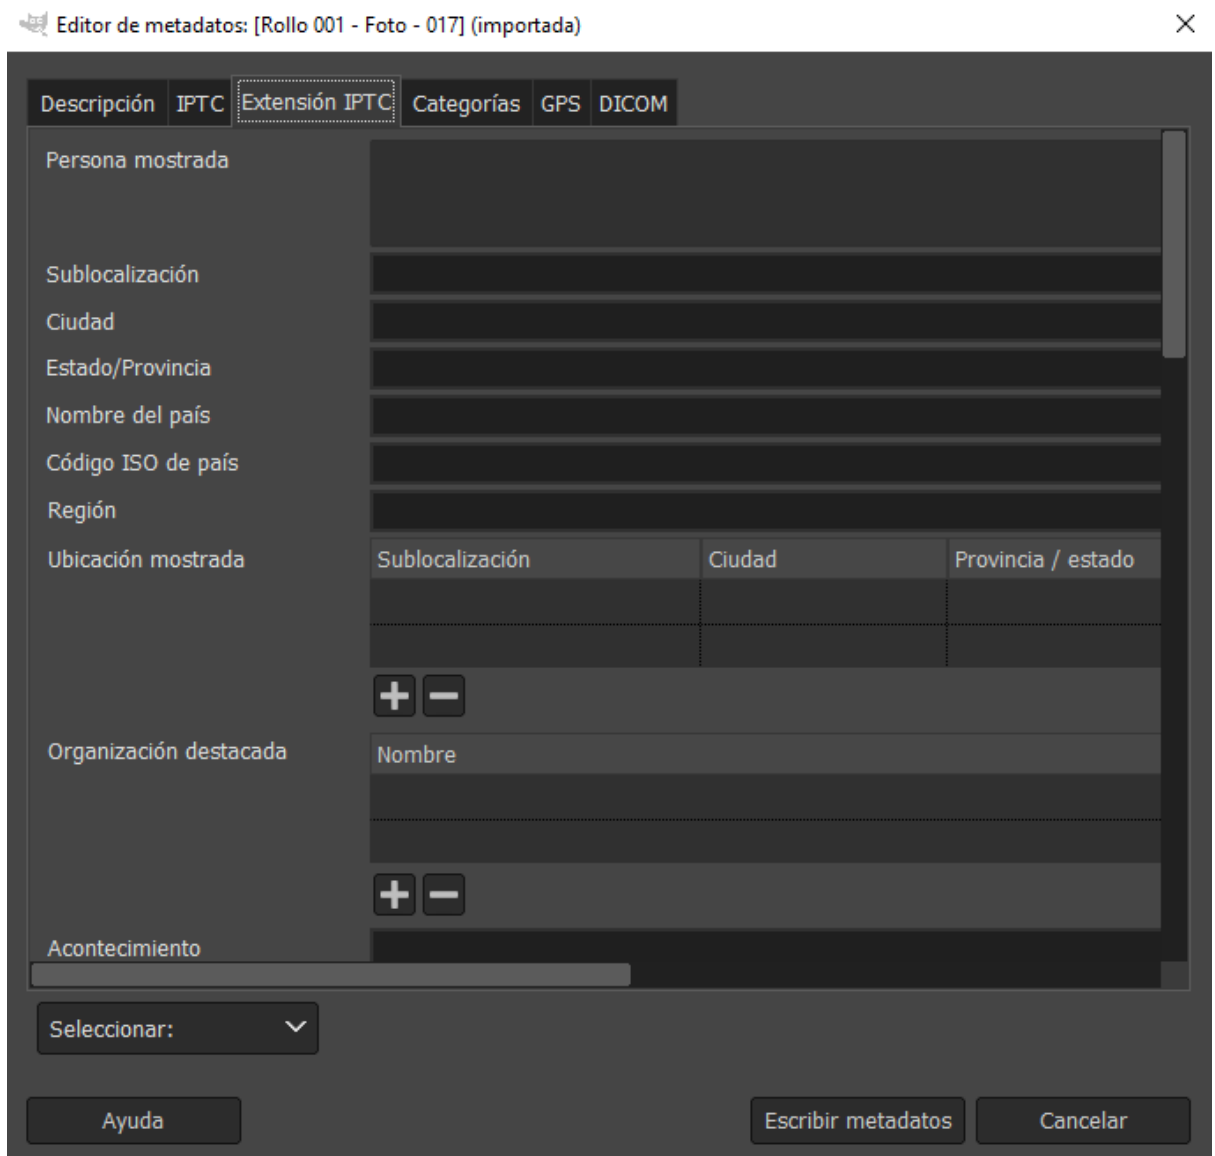 Editor de metadatos: [Rollo 001 - Foto - 017] (importada)
Descripción IPTC Extensión IPTC Categorías GPS DICOM
Persona mostrada
Sublocalización
Ciudad
Estado/Provincia
Nombre del país
Código ISO de país
Región
Ubicación mostrada Sublocalización Ciudad Provincia / estado
Organización destacada Nombre
Acontecimiento
Seleccionar:
Ayuda Escribir metadatos Cancelar